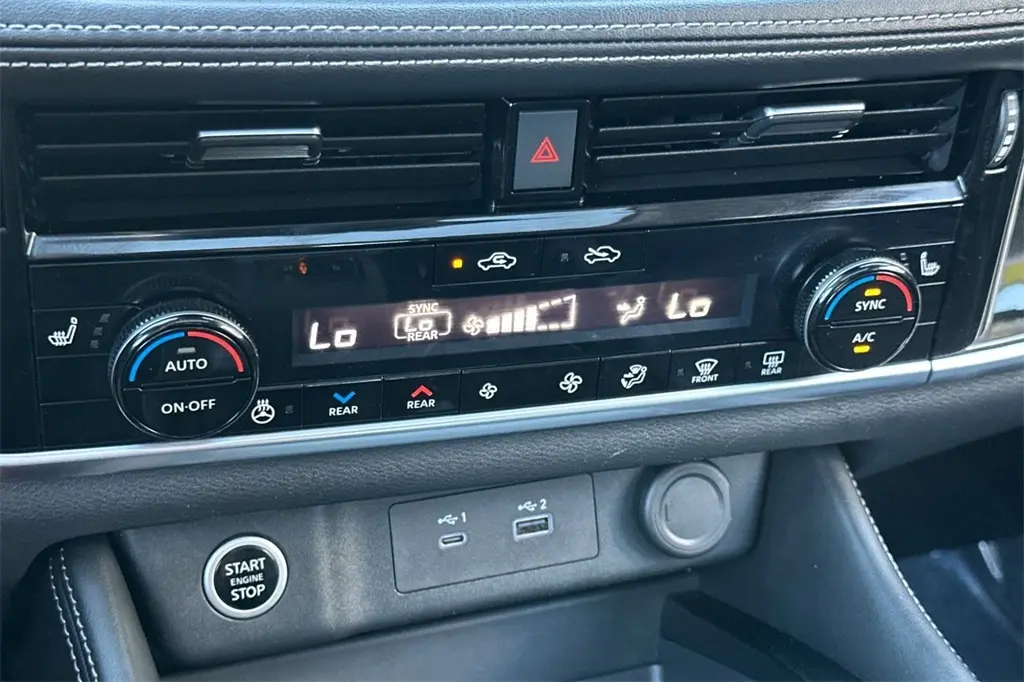 SYNC
Lo
Lo
Lo
REAR
SYNC
A/C
AUTO
ON·OFF
REAR
REAR
FRONT
REAR
1
2
START
ENGINE
STOP